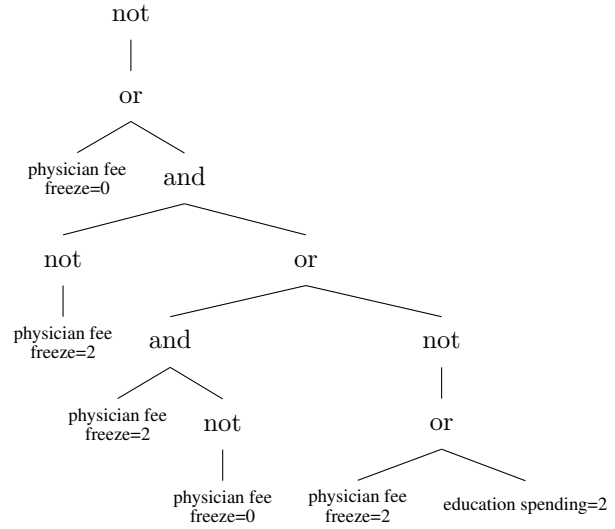 not
or
physician fee
freeze=0
and
not
or
physician fee
freeze=2
and
not
physician fee
freeze=2
not
or
physician fee
freeze=0
physician fee
freeze=2
education spending=2